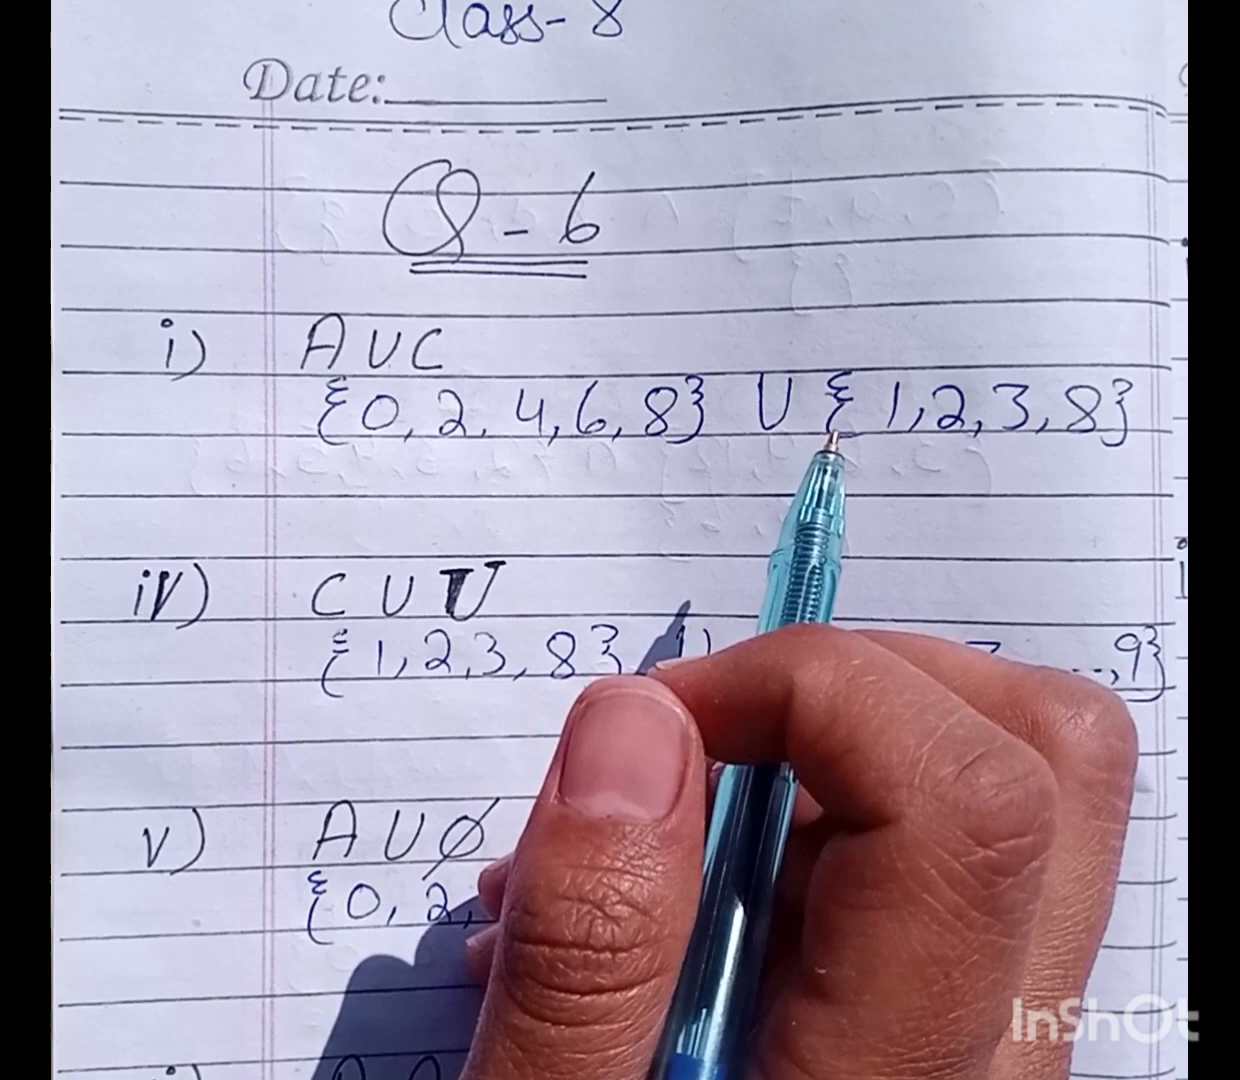 Class-8
Date:
Q-6
i) A ∪ C
{0, 2, 4, 6, 8} ∪ {1, 2, 3, 8}
iv) C ∪ U
{1, 2, 3, 8} ..,9}
v) A ∪ Ø
{0, 2,
InShOt